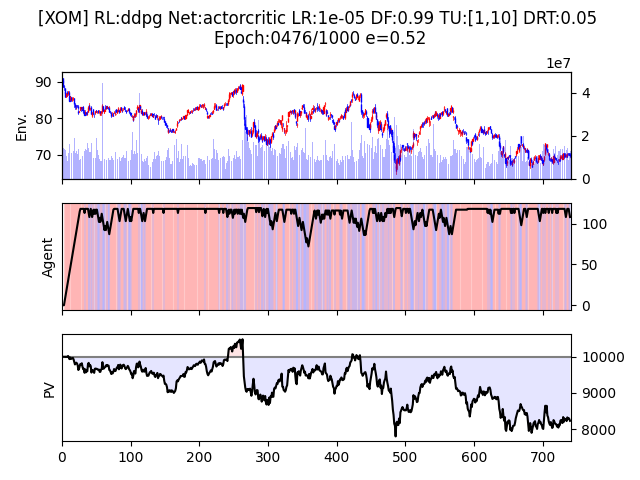 [XOM] RL:ddpg Net:actorcritic LR:1e-05 DF:0.99 TU:[1,10] DRT:0.05
Epoch:0476/1000 e=0.52
1e7
90
80
70
Env.
4
2
0
Agent
100
50
0
PV
10000
9000
8000
0 100 200 300 400 500 600 700